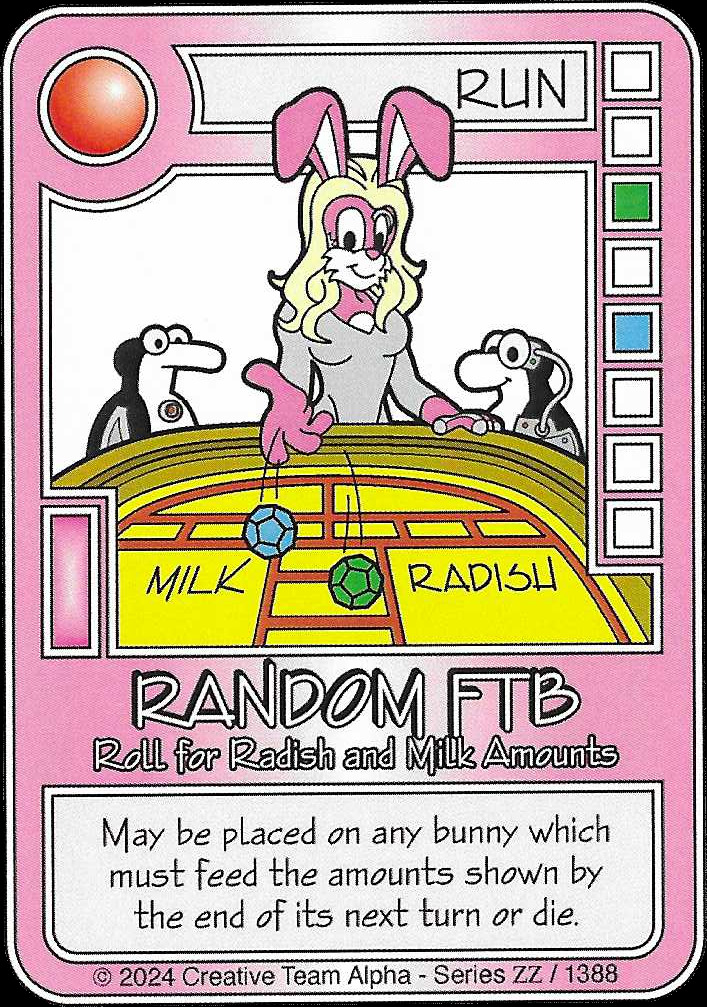 RUN
MILK
RADISH
RANDOM FTB
Roll for Radish and Milk Amounts
May be placed on any bunny which
must feed the amounts shown by
the end of its next turn or die.
© 2024 Creative Team Alpha - Series ZZ / 1388